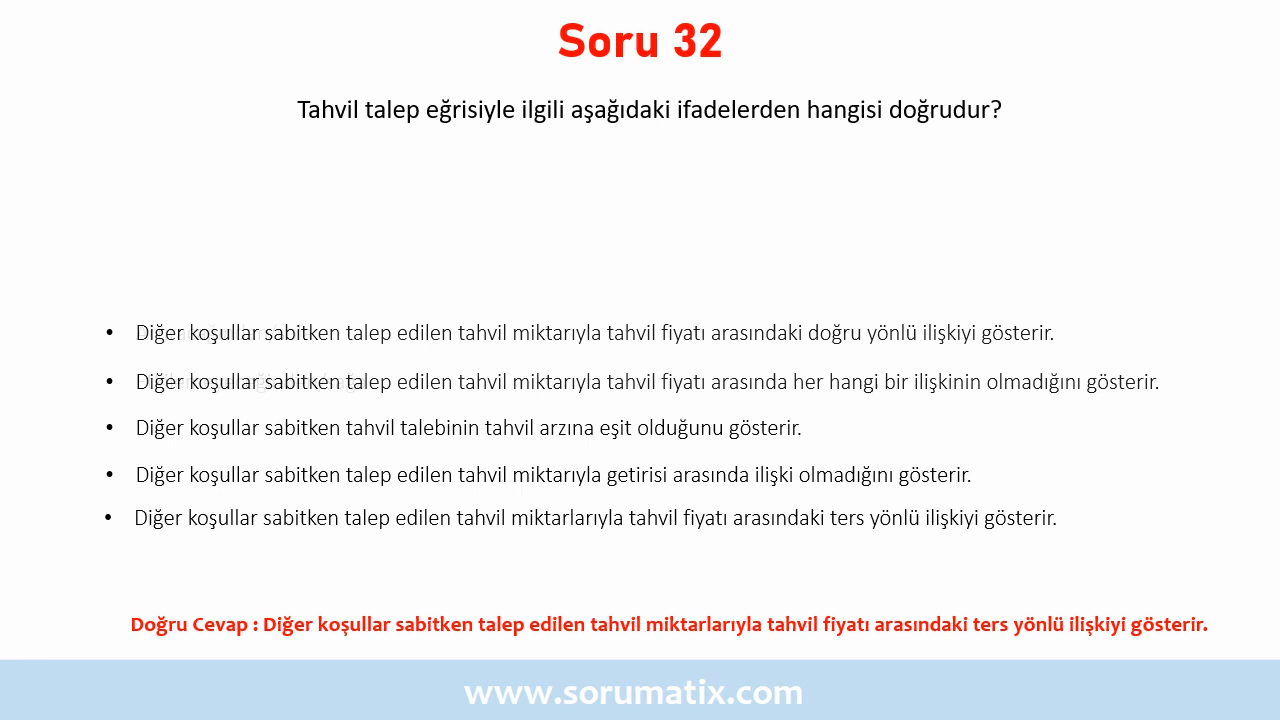 Soru 32
Tahvil talep eğrisiyle ilgili aşağıdaki ifadelerden hangisi doğrudur?
• Diğer koşullar sabitken talep edilen tahvil miktarıyla tahvil fiyatı arasındaki doğru yönlü ilişkiyi gösterir.
• Diğer koşullar sabitken talep edilen tahvil miktarıyla tahvil fiyatı arasında her hangi bir ilişkinin olmadığını gösterir.
• Diğer koşullar sabitken tahvil talebinin tahvil arzına eşit olduğunu gösterir.
• Diğer koşullar sabitken talep edilen tahvil miktarıyla getirisi arasında ilişki olmadığını gösterir.
• Diğer koşullar sabitken talep edilen tahvil miktarlarıyla tahvil fiyatı arasındaki ters yönlü ilişkiyi gösterir.
Doğru Cevap : Diğer koşullar sabitken talep edilen tahvil miktarlarıyla tahvil fiyatı arasındaki ters yönlü ilişkiyi gösterir.
www.sorumatix.com